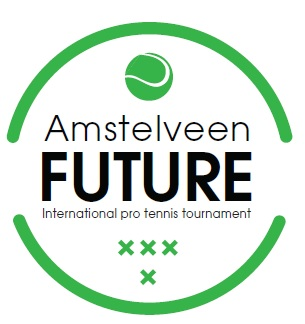 Amstelveen
FUTURE
International pro tennis tournament